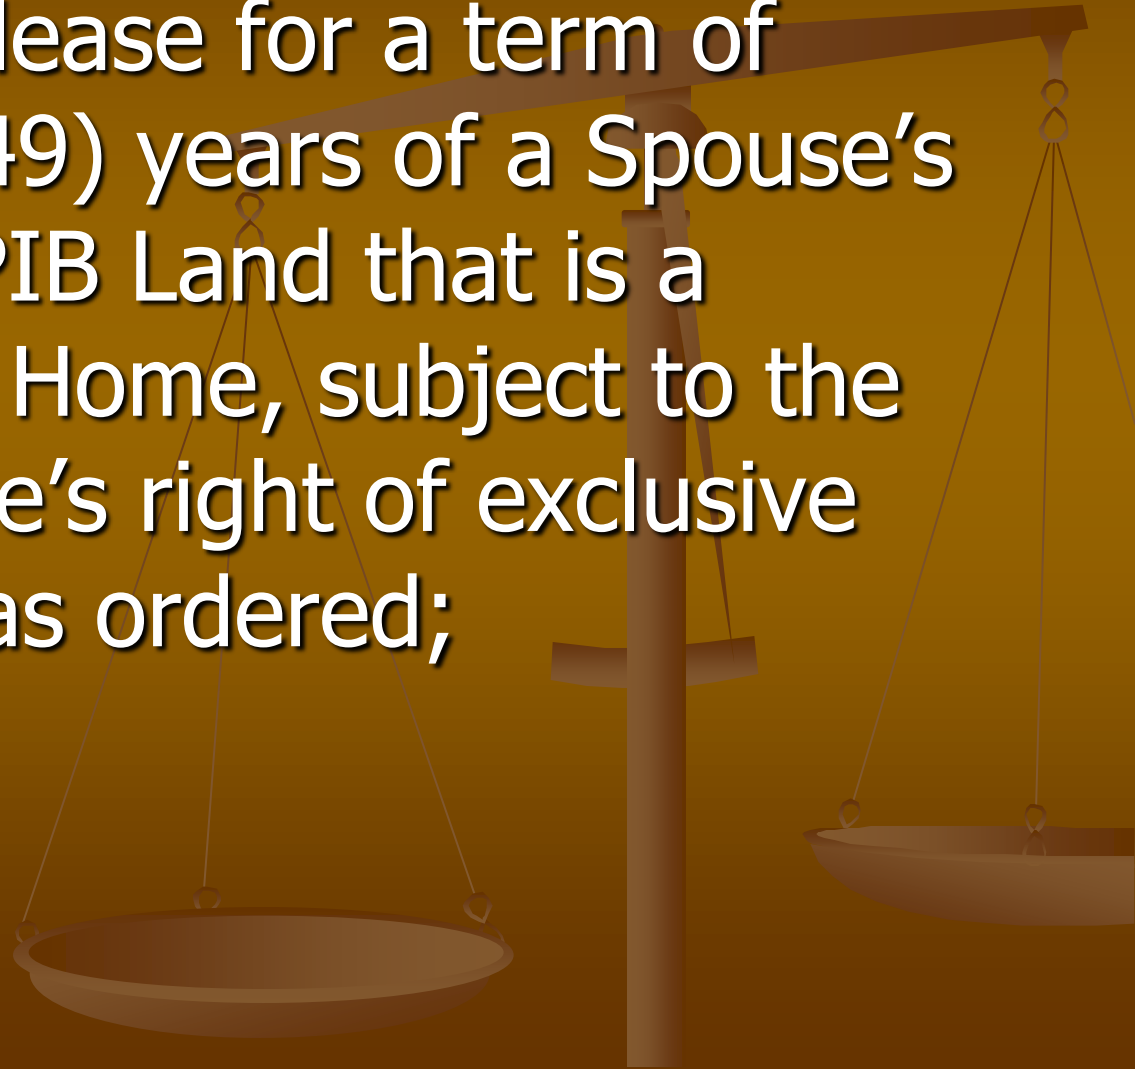 lease for a term of
49) years of a Spouse’s
PIB Land that is a
Home, subject to the
e’s right of exclusive
as ordered;